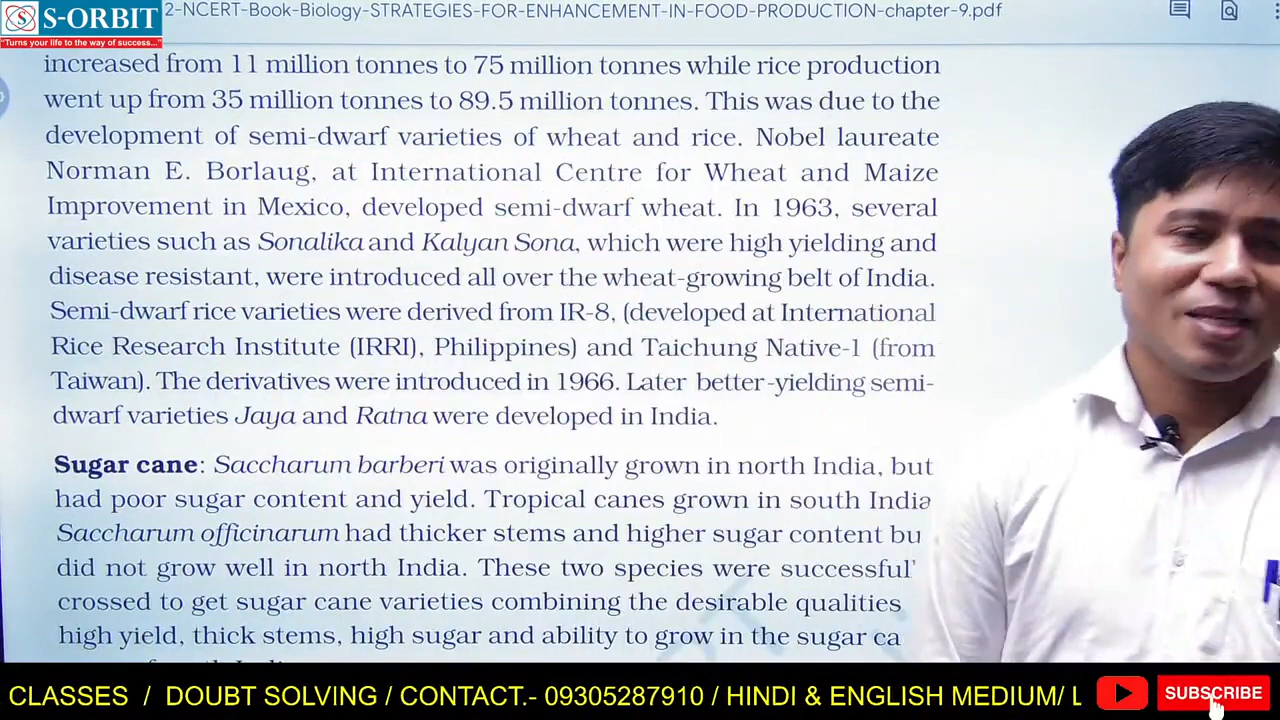 S-ORBIT
"Turns your life to the way of success..."
2-NCERT-Book-Biology-STRATEGIES-FOR-ENHANCEMENT-IN-FOOD-PRODUCTION-chapter-9.pdf
increased from 11 million tonnes to 75 million tonnes while rice production
went up from 35 million tonnes to 89.5 million tonnes. This was due to the
development of semi-dwarf varieties of wheat and rice. Nobel laureate
Norman E. Borlaug, at International Centre for Wheat and Maize
Improvement in Mexico, developed semi-dwarf wheat. In 1963, several
varieties such as Sonalika and Kalyan Sona, which were high yielding and
disease resistant, were introduced all over the wheat-growing belt of India.
Semi-dwarf rice varieties were derived from IR-8, (developed at International
Rice Research Institute (IRRI), Philippines) and Taichung Native-1 (from
Taiwan). The derivatives were introduced in 1966. Later better-yielding semi-
dwarf varieties Jaya and Ratna were developed in India.
Sugar cane: Saccharum barberi was originally grown in north India, but
had poor sugar content and yield. Tropical canes grown in south India
Saccharum officinarum had thicker stems and higher sugar content bu
did not grow well in north India. These two species were successful
crossed to get sugar cane varieties combining the desirable qualities
high yield, thick stems, high sugar and ability to grow in the sugar ca
CLASSES / DOUBT SOLVING / CONTACT.- 09305287910 / HINDI & ENGLISH MEDIUM/ L
SUBSCRIBE